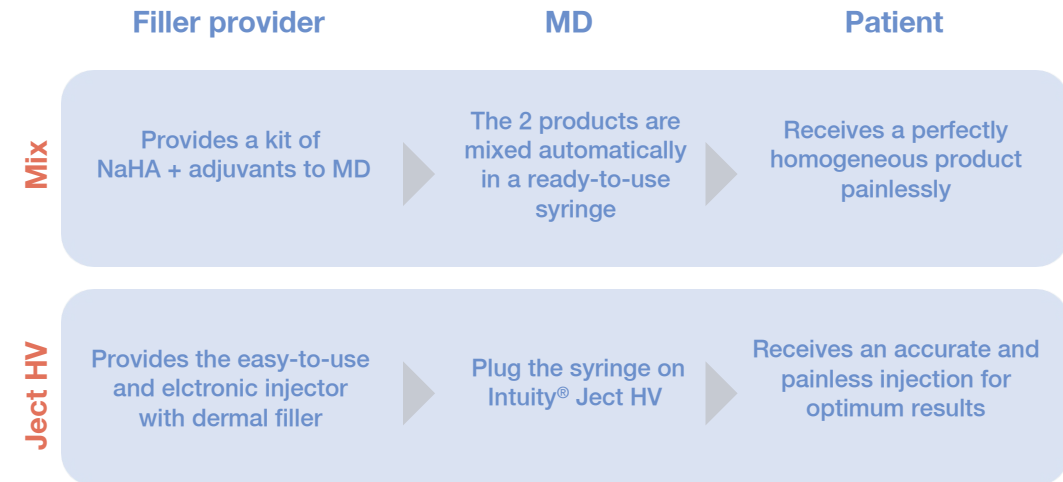 Filler provider
MD
Patient
Mix
Provides a kit of
NaHA + adjuvants to MD
The 2 products are
mixed automatically
in a ready-to-use
syringe
Receives a perfectly
homogeneous product
painlessly
Ject HV
Provides the easy-to-use
and elctronic injector
with dermal filler
Plug the syringe on
Intuity® Ject HV
Receives an accurate and
painless injection for
optimum results